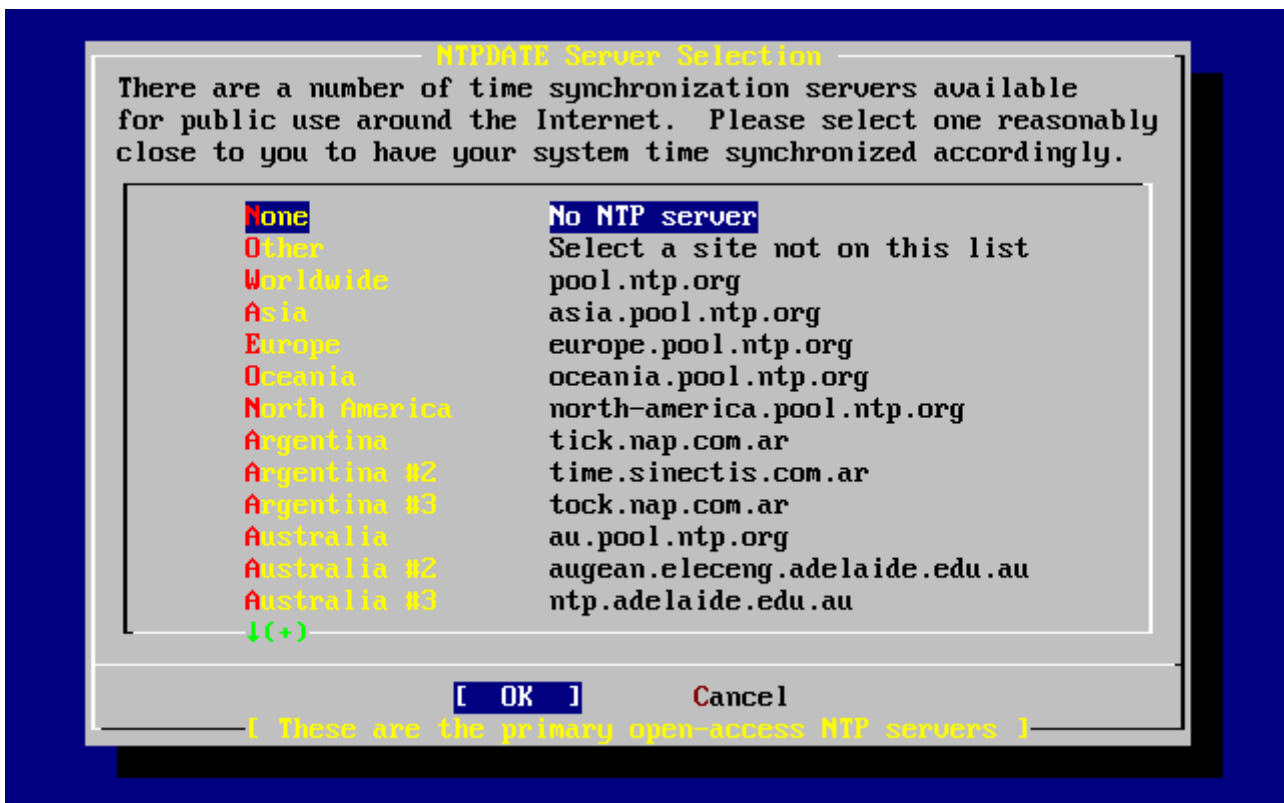 NTPDATE Server Selection
There are a number of time synchronization servers available
for public use around the Internet.  Please select one reasonably
close to you to have your system time synchronized accordingly.
None No NTP server
Other Select a site not on this list
Worldwide pool.ntp.org
Asia asia.pool.ntp.org
Europe europe.pool.ntp.org
Oceania oceania.pool.ntp.org
North America north-america.pool.ntp.org
Argentina tick.nap.com.ar
Argentina #2 time.sinectis.com.ar
Argentina #3 tock.nap.com.ar
Australia au.pool.ntp.org
Australia #2 augean.eleceng.adelaide.edu.au
Australia #3 ntp.adelaide.edu.au
↓(+)
[ OK ] Cancel
[ These are the primary open-access NTP servers ]